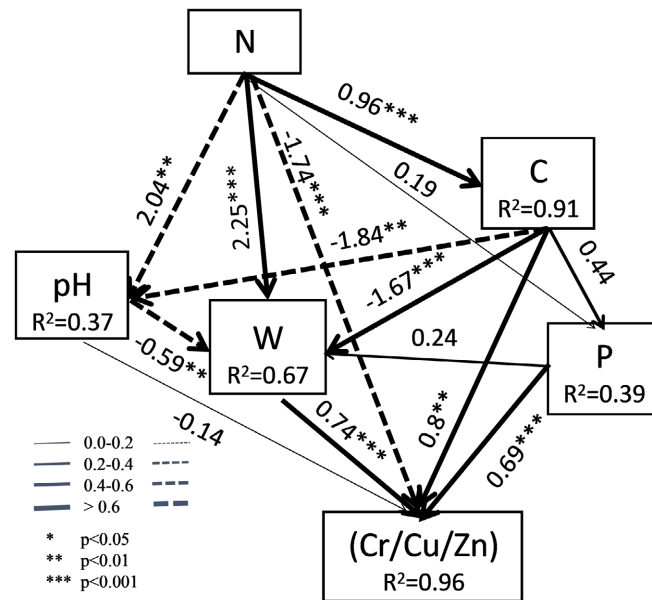 N
0.96***
-1.74***
0.19
2.04**
2.25***
C
R²=0.91
-1.84**
0.44
pH
R²=0.37
-1.67***
W
R²=0.67
0.24
P
R²=0.39
-0.59**
-0.14
0.74***
0.8**
0.69***
0.0-0.2
0.2-0.4
0.4-0.6
> 0.6
* p<0.05
** p<0.01
*** p<0.001
(Cr/Cu/Zn)
R²=0.96